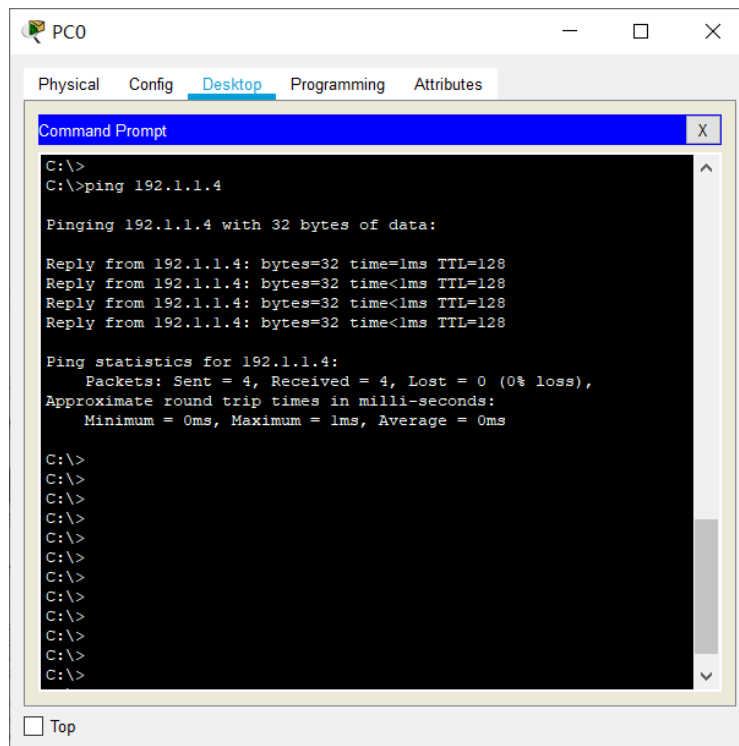 PC0
Physical Config Desktop Programming Attributes
Command Prompt X
C:\>
C:\>ping 192.1.1.4
Pinging 192.1.1.4 with 32 bytes of data:
Reply from 192.1.1.4: bytes=32 time=1ms TTL=128
Reply from 192.1.1.4: bytes=32 time<1ms TTL=128
Reply from 192.1.1.4: bytes=32 time<1ms TTL=128
Reply from 192.1.1.4: bytes=32 time<1ms TTL=128
Ping statistics for 192.1.1.4:
Packets: Sent = 4, Received = 4, Lost = 0 (0% loss),
Approximate round trip times in milli-seconds:
Minimum = 0ms, Maximum = 1ms, Average = 0ms
C:\>
C:\>
C:\>
C:\>
C:\>
C:\>
C:\>
C:\>
C:\>
C:\>
C:\>
C:\>
Top